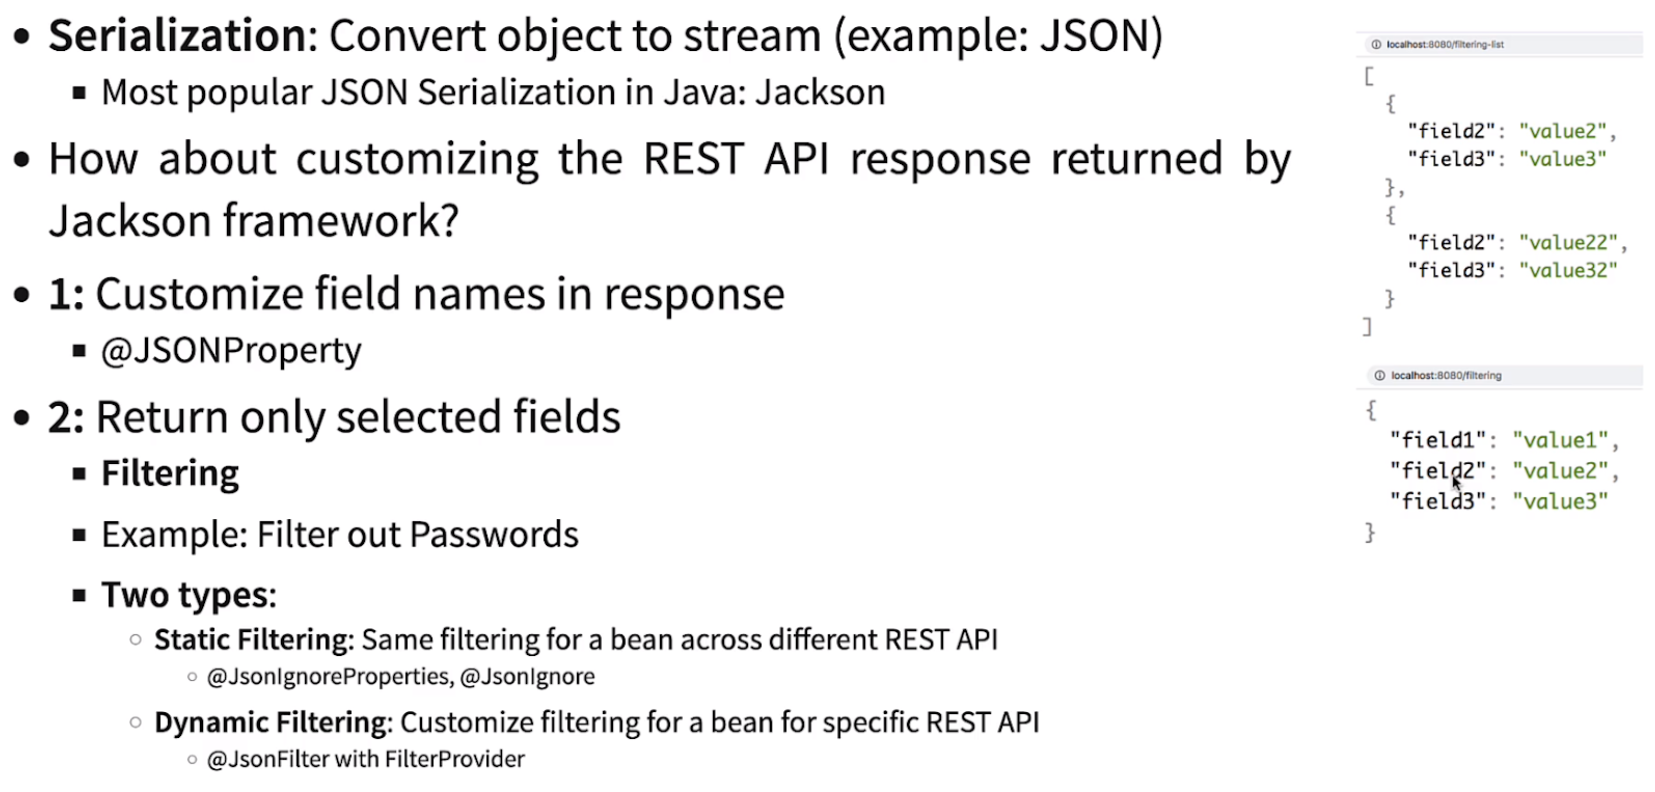 • Serialization: Convert object to stream (example: JSON)
▪ Most popular JSON Serialization in Java: Jackson
• How about customizing the REST API response returned by
Jackson framework?
• 1: Customize field names in response
▪ @JSONProperty
• 2: Return only selected fields
▪ Filtering
▪ Example: Filter out Passwords
▪ Two types:
○ Static Filtering: Same filtering for a bean across different REST API
○ @JsonIgnoreProperties, @JsonIgnore
○ Dynamic Filtering: Customize filtering for a bean for specific REST API
○ @JsonFilter with FilterProvider
localhost:8080/filtering-list
[
{
"field2": "value2",
"field3": "value3"
},
{
"field2": "value22",
"field3": "value32"
}
]
localhost:8080/filtering
{
"field1": "value1",
"field2": "value2",
"field3": "value3"
}